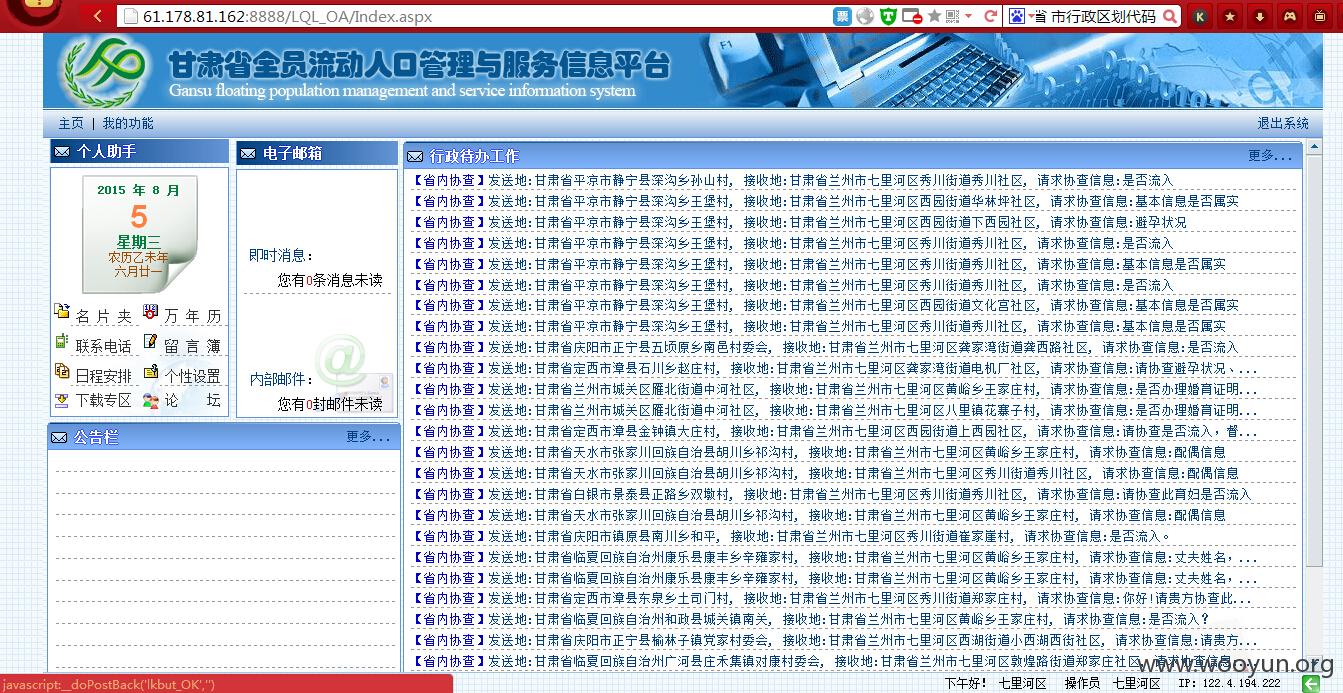 61.178.81.162:8888/LQL_OA/Index.aspx
票
省 市行政区划代码
K
甘肃省全员流动人口管理与服务信息平台
Gansu floating population management and service information system
F1
主页 | 我的功能
退出系统
个人助手
2015 年 8 月
5
星期三
农历乙未年
六月廿一
名 片 夹
万 年 历
联系电话
留 言 簿
日程安排
个性设置
下载专区
论 坛
电子邮箱
即时消息:
您有0条消息未读
@
内部邮件:
您有0封邮件未读
公告栏
更多...
行政待办工作
更多...
【省内协查】发送地:甘肃省平凉市静宁县深沟乡孙山村, 接收地:甘肃省兰州市七里河区秀川街道秀川社区, 请求协查信息:是否流入
【省内协查】发送地:甘肃省平凉市静宁县深沟乡王堡村, 接收地:甘肃省兰州市七里河区西园街道华林坪社区, 请求协查信息:基本信息是否属实
【省内协查】发送地:甘肃省平凉市静宁县深沟乡王堡村, 接收地:甘肃省兰州市七里河区西园街道下西园社区, 请求协查信息:避孕状况
【省内协查】发送地:甘肃省平凉市静宁县深沟乡王堡村, 接收地:甘肃省兰州市七里河区秀川街道秀川社区, 请求协查信息:是否流入
【省内协查】发送地:甘肃省平凉市静宁县深沟乡王堡村, 接收地:甘肃省兰州市七里河区秀川街道秀川社区, 请求协查信息:基本信息是否属实
【省内协查】发送地:甘肃省平凉市静宁县深沟乡王堡村, 接收地:甘肃省兰州市七里河区秀川街道秀川社区, 请求协查信息:是否流入
【省内协查】发送地:甘肃省平凉市静宁县深沟乡王堡村, 接收地:甘肃省兰州市七里河区西园街道文化宫社区, 请求协查信息:基本信息是否属实
【省内协查】发送地:甘肃省平凉市静宁县深沟乡王堡村, 接收地:甘肃省兰州市七里河区秀川街道秀川社区, 请求协查信息:基本信息是否属实
【省内协查】发送地:甘肃省庆阳市正宁县五顷原乡南邑村委会, 接收地:甘肃省兰州市七里河区龚家湾街道龚西路社区, 请求协查信息:是否流入
【省内协查】发送地:甘肃省定西市漳县石川乡赵庄村, 接收地:甘肃省兰州市七里河区龚家湾街道电机厂社区, 请求协查信息:请协查避孕状况、...
【省内协查】发送地:甘肃省兰州市城关区雁北街道中河社区, 接收地:甘肃省兰州市七里河区黄峪乡王家庄村, 请求协查信息:是否办理婚育证明...
【省内协查】发送地:甘肃省兰州市城关区雁北街道中河社区, 接收地:甘肃省兰州市七里河区八里镇花寨子村, 请求协查信息:是否办理婚育证明...
【省内协查】发送地:甘肃省定西市漳县金钟镇大庄村, 接收地:甘肃省兰州市七里河区西园街道上西园社区, 请求协查信息:请协查是否流入，督...
【省内协查】发送地:甘肃省天水市张家川回族自治县胡川乡祁沟村, 接收地:甘肃省兰州市七里河区黄峪乡王家庄村, 请求协查信息:配偶信息
【省内协查】发送地:甘肃省天水市张家川回族自治县胡川乡祁沟村, 接收地:甘肃省兰州市七里河区秀川街道秀川社区, 请求协查信息:配偶信息
【省内协查】发送地:甘肃省白银市景泰县正路乡双墩村, 接收地:甘肃省兰州市七里河区秀川街道秀川社区, 请求协查信息:请协查此育妇是否流入
【省内协查】发送地:甘肃省天水市张家川回族自治县胡川乡祁沟村, 接收地:甘肃省兰州市七里河区黄峪乡王家庄村, 请求协查信息:配偶信息
【省内协查】发送地:甘肃省庆阳市镇原县南川乡和平, 接收地:甘肃省兰州市七里河区秀川街道崔家崖村, 请求协查信息:是否流入。
【省内协查】发送地:甘肃省临夏回族自治州康乐县康丰乡辛雍家村, 接收地:甘肃省兰州市七里河区黄峪乡王家庄村, 请求协查信息:丈夫姓名，...
【省内协查】发送地:甘肃省临夏回族自治州康乐县康丰乡辛雍家村, 接收地:甘肃省兰州市七里河区黄峪乡王家庄村, 请求协查信息:丈夫姓名，...
【省内协查】发送地:甘肃省定西市漳县东泉乡土司门村, 接收地:甘肃省兰州市七里河区秀川街道郑家庄村, 请求协查信息:你好!请贵方协查此...
【省内协查】发送地:甘肃省临夏回族自治州和政县城关镇南关, 接收地:甘肃省兰州市七里河区黄峪乡王家庄村, 请求协查信息:是否流入?
【省内协查】发送地:甘肃省庆阳市正宁县榆林子镇党家村委会, 接收地:甘肃省兰州市七里河区西湖街道小西湖西街社区, 请求协查信息:请贵方...
【省内协查】发送地:甘肃省临夏回族自治州广河县庄禾集镇对康村委会, 接收地:甘肃省兰州市七里河区敦煌路街道郑家庄社区, 请求协查信息:
www.wooyun.org
javascript:__doPostBack('lkbut_OK','')
下午好! 七里河区 操作员 七里河区 IP: 122.4.194.222